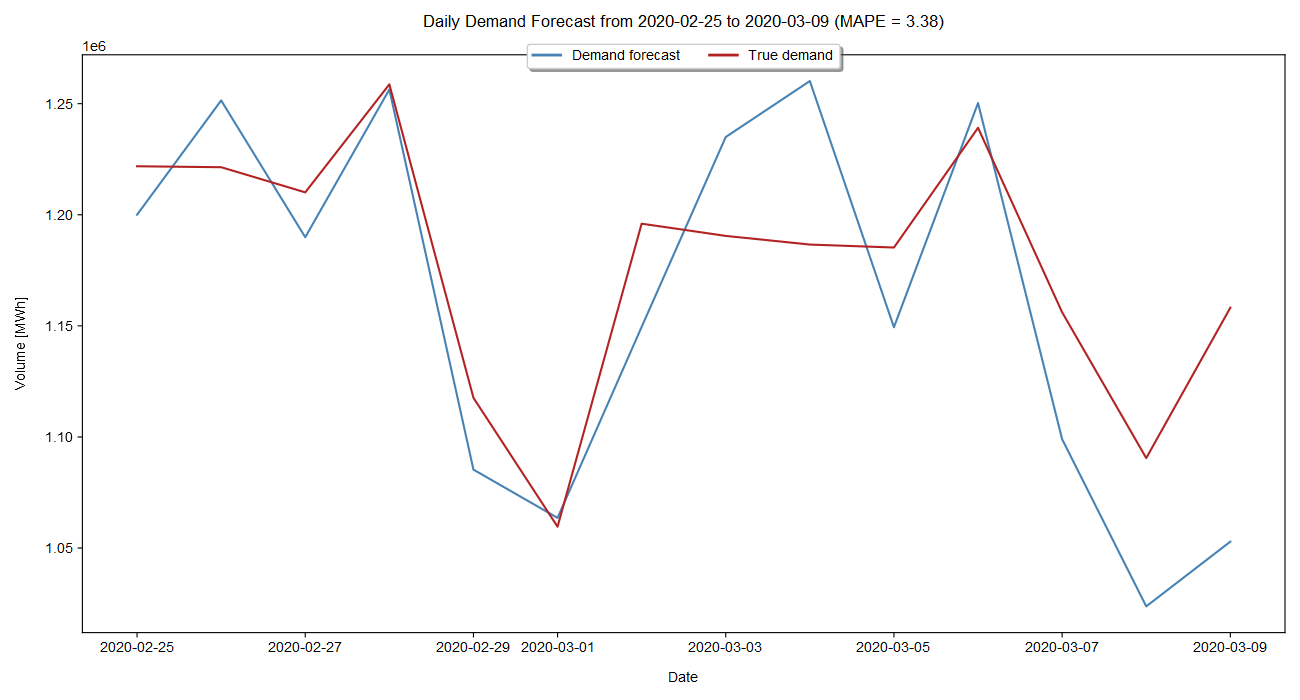 Daily Demand Forecast from 2020-02-25 to 2020-03-09 (MAPE = 3.38)
1e6
Demand forecast
True demand
1.25
1.20
1.15
1.10
1.05
Volume [MWh]
2020-02-25
2020-02-27
2020-02-29
2020-03-01
2020-03-03
2020-03-05
2020-03-07
2020-03-09
Date